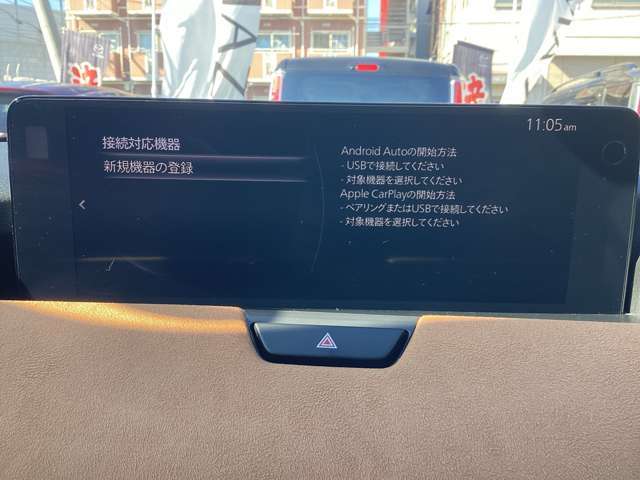 11:05am
接続対応機器
新規機器の登録
Android Autoの開始方法
- USBで接続してください
- 対象機器を選択してください
Apple CarPlayの開始方法
- ペアリングまたはUSBで接続してください
- 対象機器を選択してください